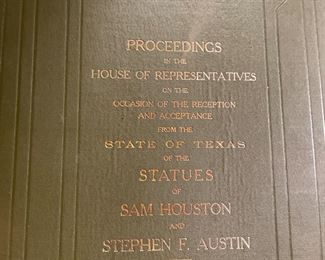 PROCEEDINGS
IN THE
HOUSE OF REPRESENTATIVES
ON THE
OCCASION OF THE RECEPTION
AND ACCEPTANCE
FROM THE
STATE OF TEXAS
OF THE
STATUES
OF
SAM HOUSTON
AND
STEPHEN F. AUSTIN